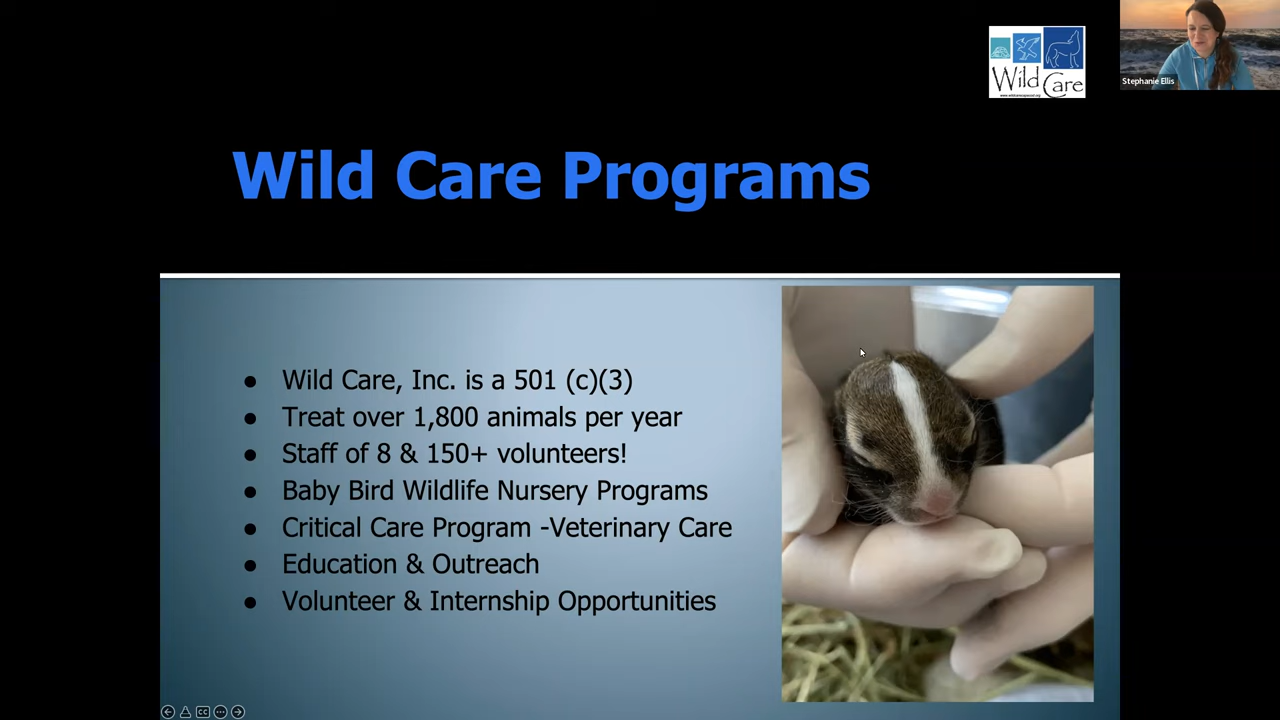 Wild Care
Stephanie Ellis
Wild Care Programs
● Wild Care, Inc. is a 501 (c)(3)
● Treat over 1,800 animals per year
● Staff of 8 & 150+ volunteers!
● Baby Bird Wildlife Nursery Programs
● Critical Care Program -Veterinary Care
● Education & Outreach
● Volunteer & Internship Opportunities
CC